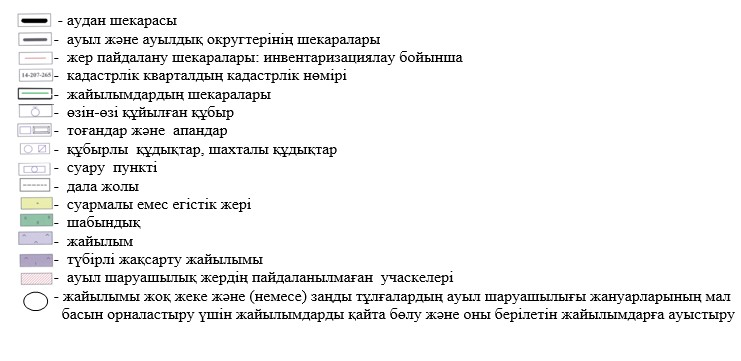 - аудан шекарасы
- ауыл және ауылдық округтерінің шекаралары
- жер пайдалану шекаралары: инвентаризациялау бойынша
14-207-265 - кадастрлік кварталдың кадастрлік нөмірі
- жайылымдардың шекаралары
- өзін-өзі құйылған құбыр
- тоғандар және апандар
- құбырлы құдықтар, шахталы құдықтар
- суару пункті
- дала жолы
- суармалы емес егістік жері
- шабындық
- жайылым
- түбірлі жақсарту жайылымы
- ауыл шаруашылық жердің пайдаланылмаған учаскелері
- жайылымы жоқ жеке және (немесе) заңды тұлғалардың ауыл шаруашылығы жануарларының мал
басын орналастыру үшін жайылымдарды қайта бөлу және оны берілетін жайылымдарға ауыстыру